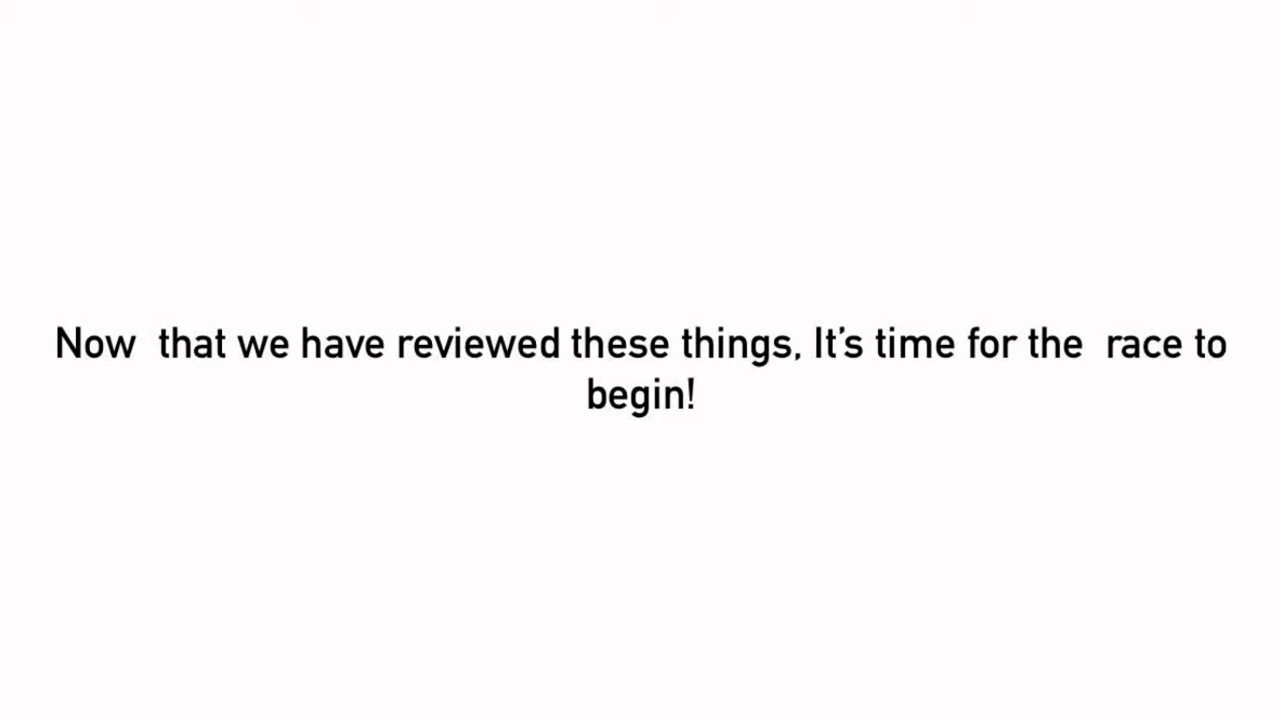 Now  that we have reviewed these things, It’s time for the  race to
begin!